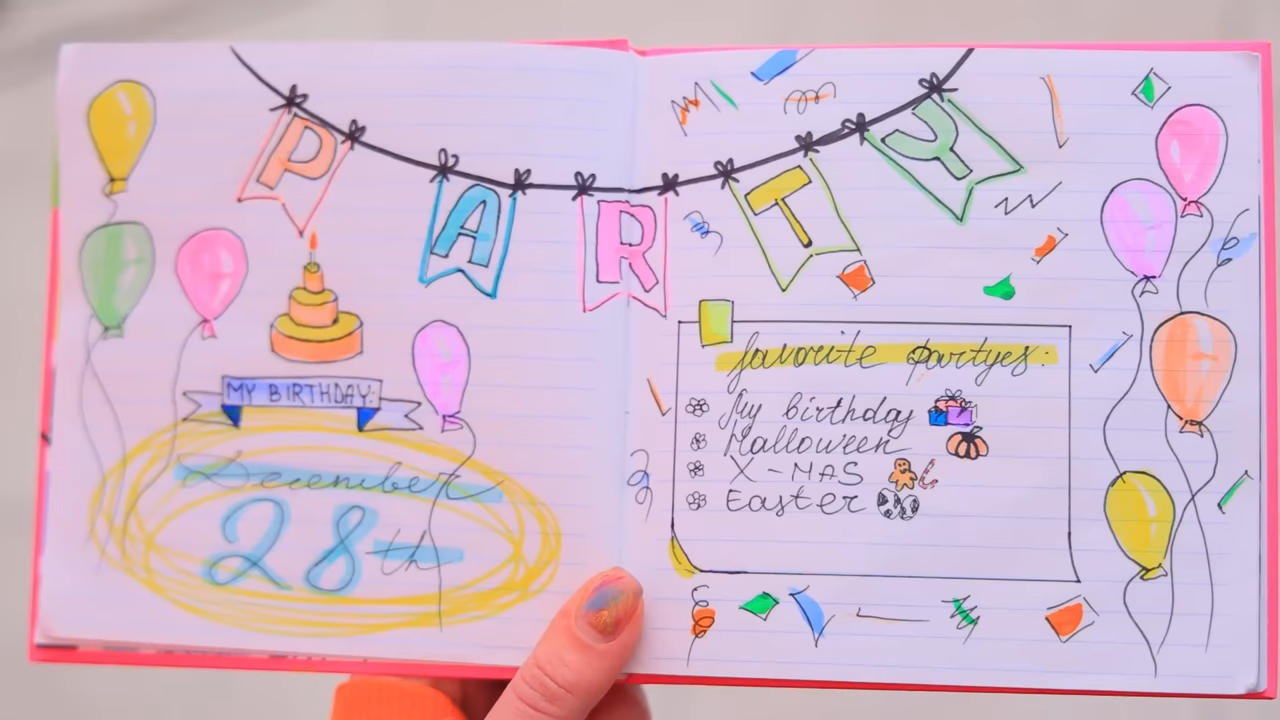 PARTY
MY BIRTHDAY:
December
28th
favorite partyes:
My birthday
Halloween
X-MAS
Easter